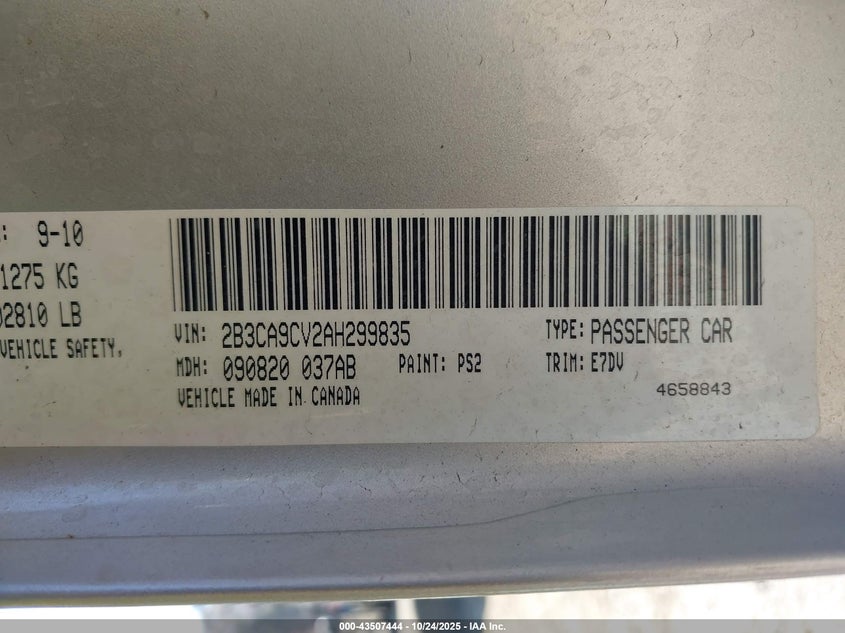 : 9-10
1275 KG
02810 LB
VEHICLE SAFETY,
VIN: 2B3CA9CV2AH299835 TYPE: PASSENGER CAR
MDH: 090820 037AB PAINT: PS2 TRIM: E7DV
VEHICLE MADE IN CANADA 4658843
000-43507444 - 10/24/2025 - IAA Inc.